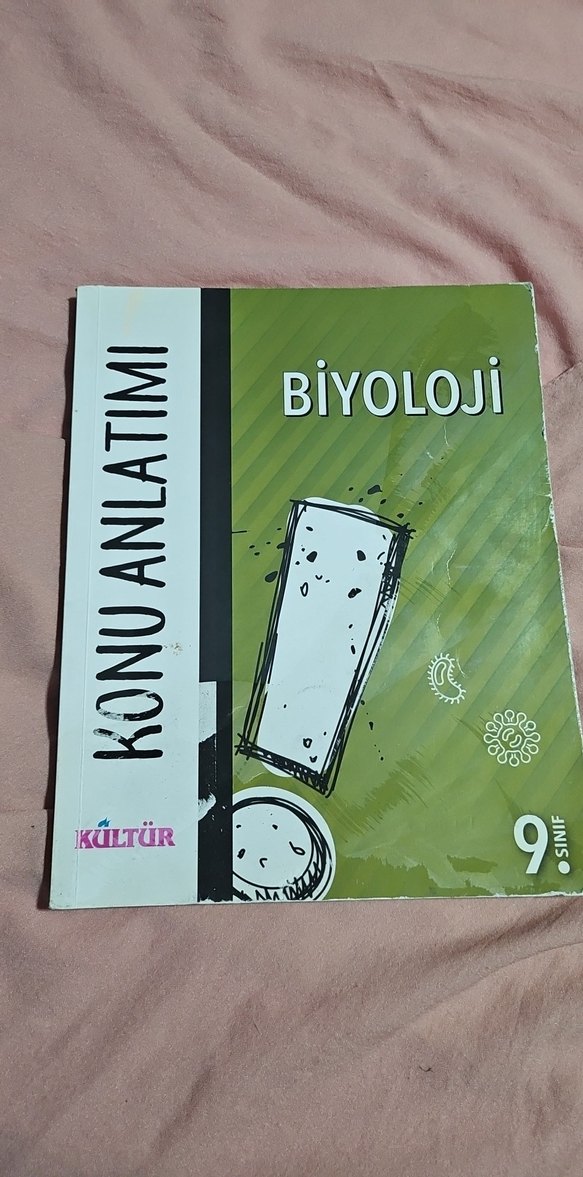 KONU ANLATIMI
BİYOLOJİ
KÜLTÜR
9.
SINIF